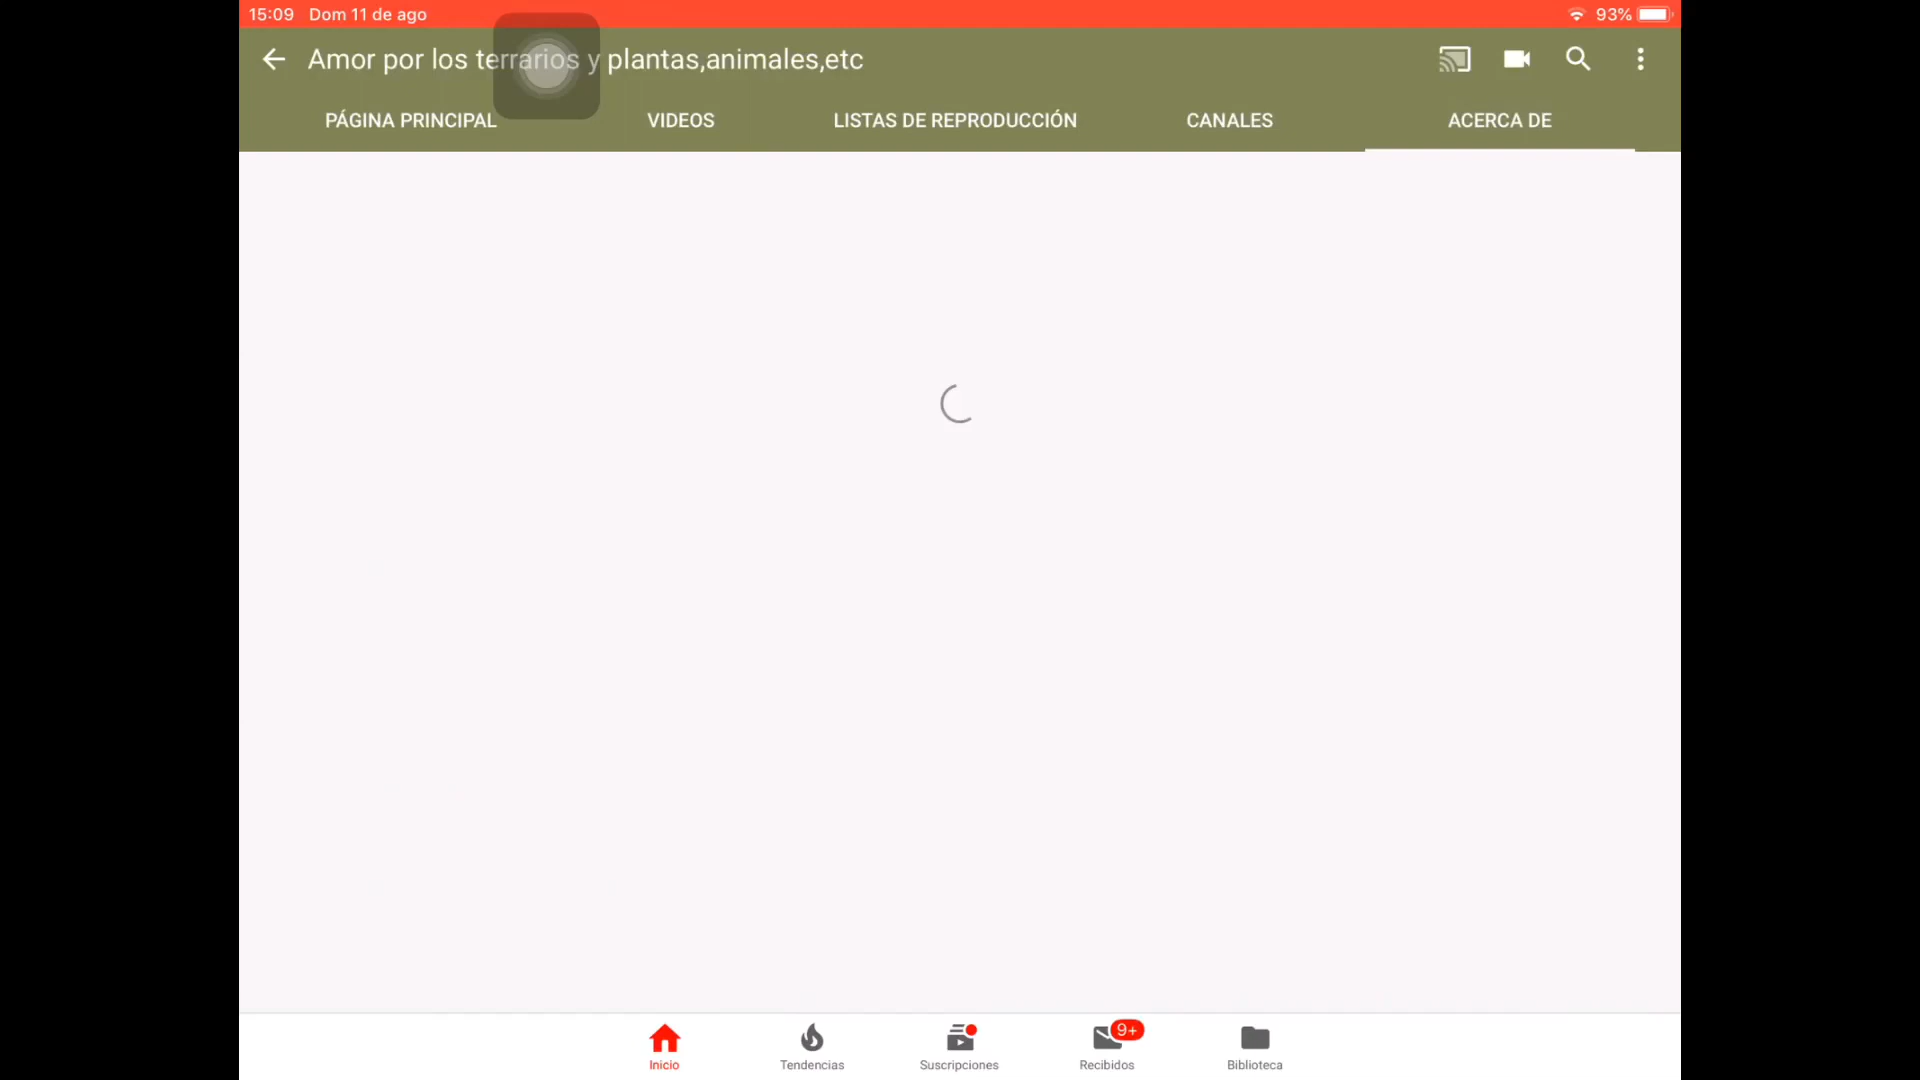 15:09 Dom 11 de ago 93%
Amor por los terrarios y plantas,animales,etc
PÁGINA PRINCIPAL VIDEOS LISTAS DE REPRODUCCIÓN CANALES ACERCA DE
9+
Inicio Tendencias Suscripciones Recibidos Biblioteca